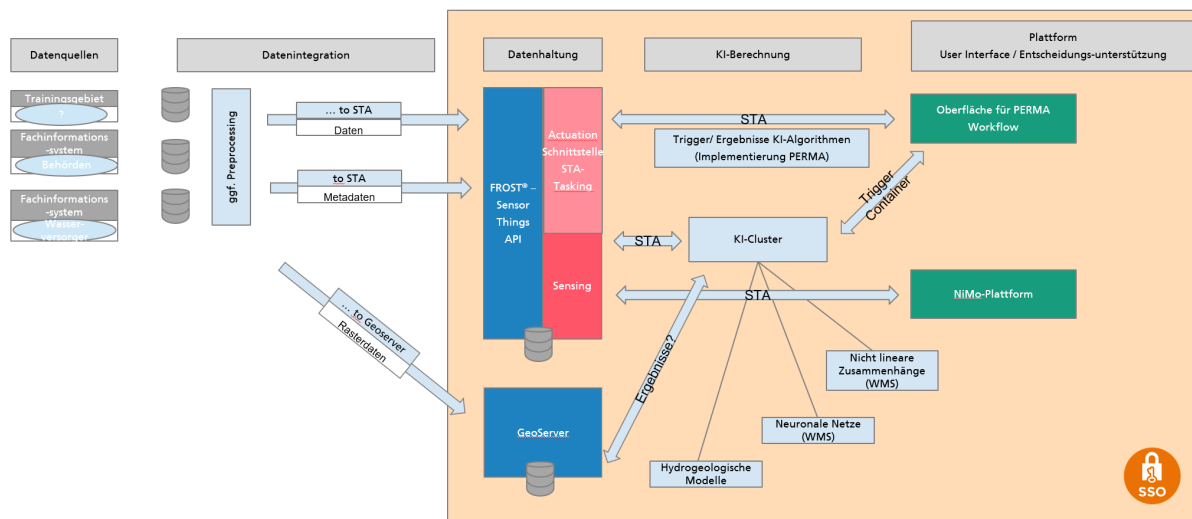 Datenquellen
Datenintegration
Datenhaltung
KI-Berechnung
Plattform
User Interface / Entscheidungs-unterstützung
Trainingsgebiet
?
Fachinformations
-system
Behörden
Fachinformations
-system
Wasser-
versorger
ggf. Preprocessing
... to STA
Daten
to STA
Metadaten
... to Geoserver
Rasterdaten
FROST® –
Sensor
Things
API
Actuation
Schnittstelle
STA-
Tasking
Sensing
GeoServer
STA
Trigger/ Ergebnisse KI-Algorithmen
(Implementierung PERMA)
STA
KI-Cluster
STA
Ergebnisse?
Trigger
Container
Oberfläche für PERMA
Workflow
NiMo-Plattform
Nicht lineare
Zusammenhänge
(WMS)
Neuronale Netze
(WMS)
Hydrogeologische
Modelle
SSO